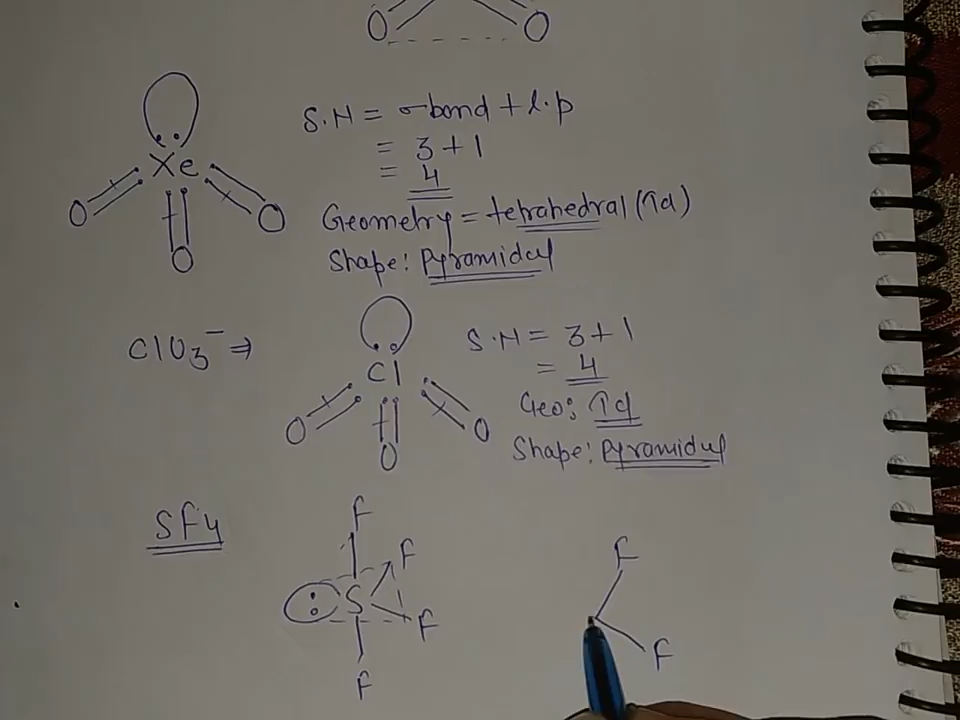 O O
S.N = σ bond + l.p
= 3 + 1
= 4
Xe
O O
O
Geometry = tetrahedral (Td)
Shape: Pyramidal
ClO3^- ⇒
Cl
O O
O
S.N = 3 + 1
= 4
Geo: Td
Shape: Pyramidal
SF4
F
F
S
F
F
F
F